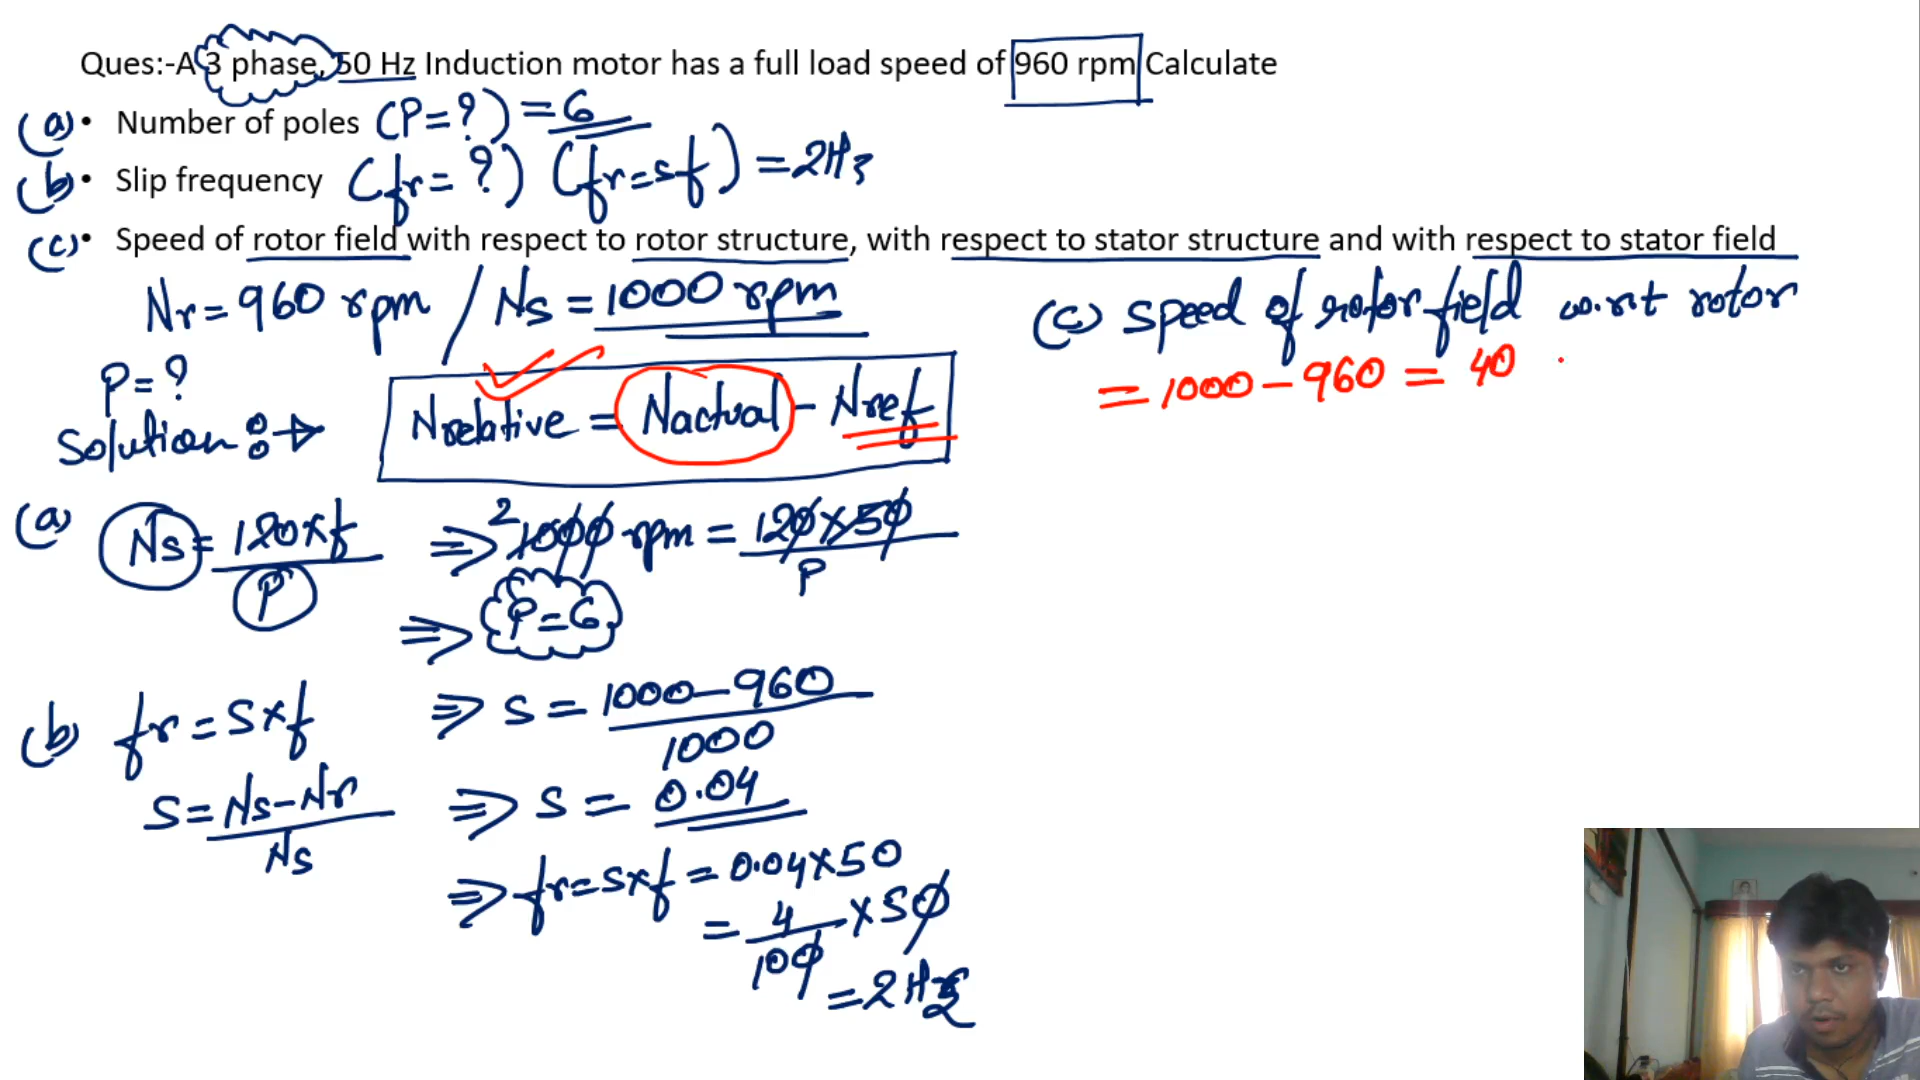 Ques:-A 3 phase, 50 Hz Induction motor has a full load speed of 960 rpm Calculate
(a) • Number of poles (P=?) = 6
(b) • Slip frequency (fr=?) (fr=sf) = 2Hz
(c) • Speed of rotor field with respect to rotor structure, with respect to stator structure and with respect to stator field
Nr = 960 rpm / Ns = 1000 rpm
P = ?
Solution :→
Nrelative = Nactual - Nref
(a) Ns = 120×f / P ⇒ 1000 rpm = 120×50 / P
2
⇒ P=6
(b) fr = s×f ⇒ s = 1000-960 / 1000
s = Ns-Nr / Ns ⇒ s = 0.04
⇒ fr = s×f = 0.04×50
= 4/100 × 50
= 2Hz
(c) Speed of rotor field w.r.t rotor
= 1000 - 960 = 40